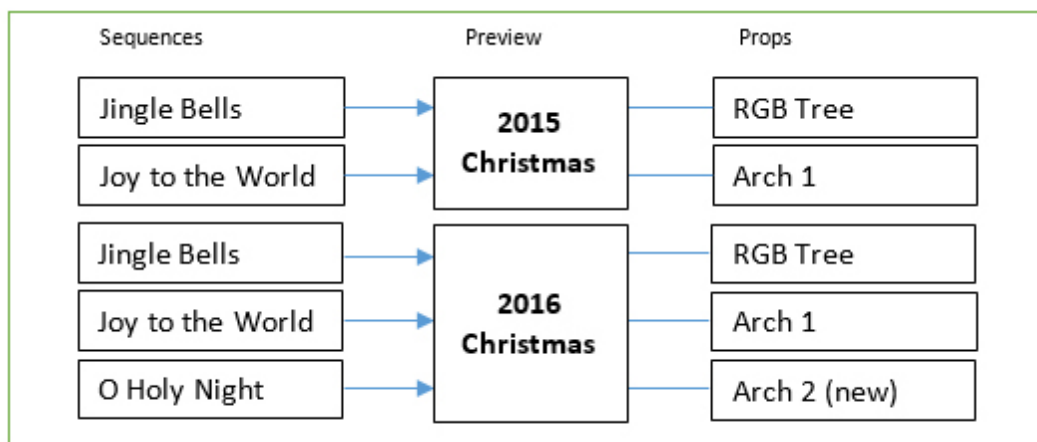 Sequences
Preview
Props
Jingle Bells
2015
Christmas
RGB Tree
Joy to the World
Arch 1
Jingle Bells
2016
Christmas
RGB Tree
Joy to the World
Arch 1
O Holy Night
Arch 2 (new)